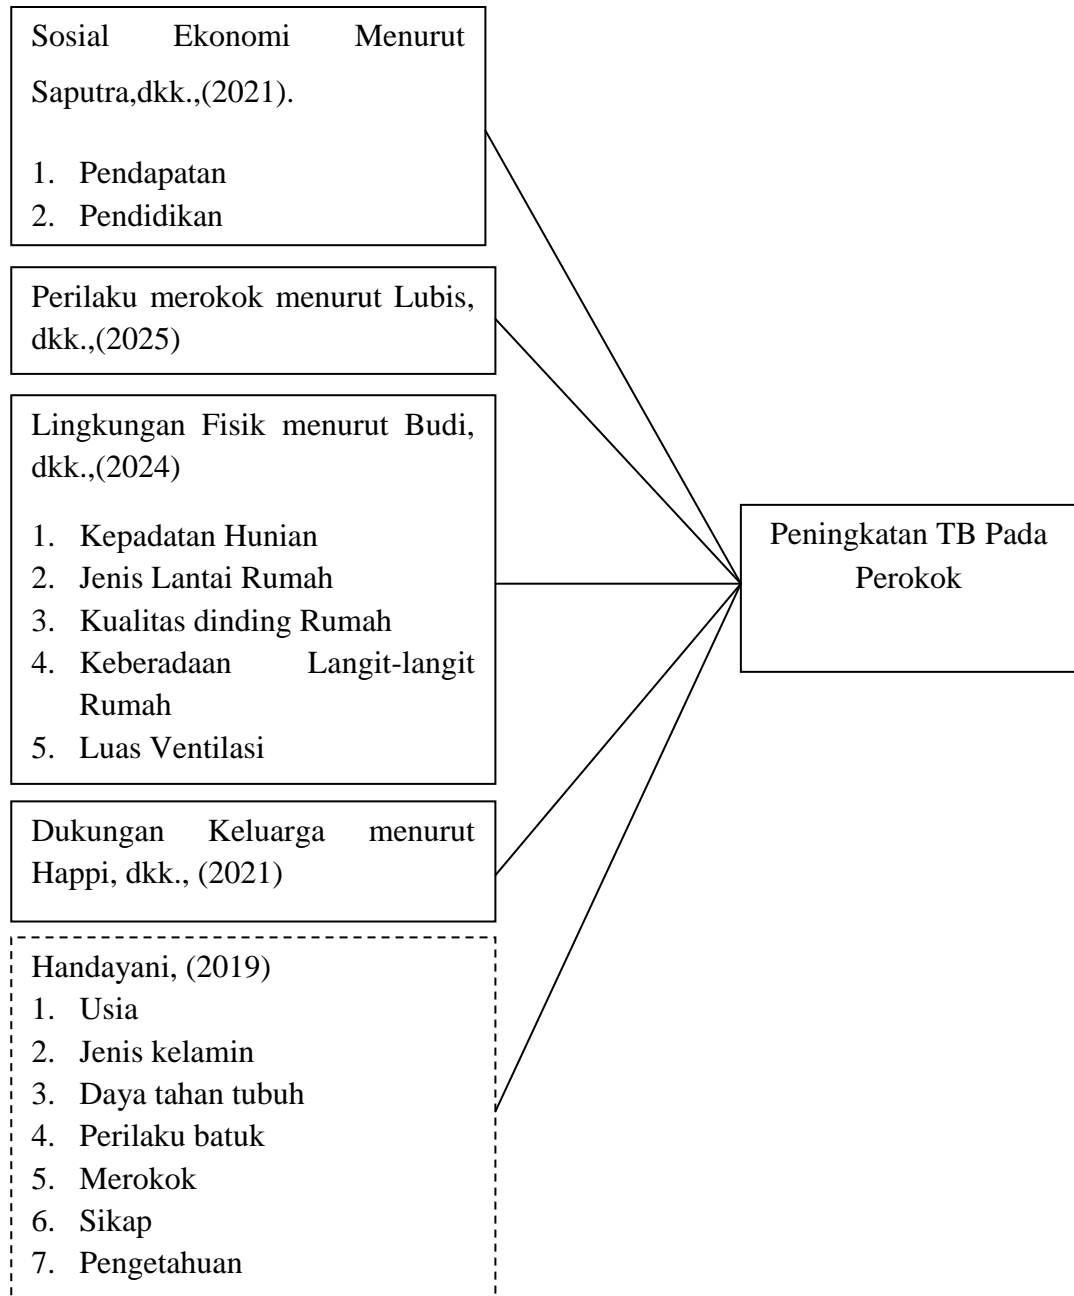 Sosial Ekonomi Menurut
Saputra,dkk.,(2021).
1. Pendapatan
2. Pendidikan
Perilaku merokok menurut Lubis,
dkk.,(2025)
Lingkungan Fisik menurut Budi,
dkk.,(2024)
1. Kepadatan Hunian
2. Jenis Lantai Rumah
3. Kualitas dinding Rumah
4. Keberadaan Langit-langit
Rumah
5. Luas Ventilasi
Peningkatan TB Pada
Perokok
Dukungan Keluarga menurut
Happi, dkk., (2021)
Handayani, (2019)
1. Usia
2. Jenis kelamin
3. Daya tahan tubuh
4. Perilaku batuk
5. Merokok
6. Sikap
7. Pengetahuan